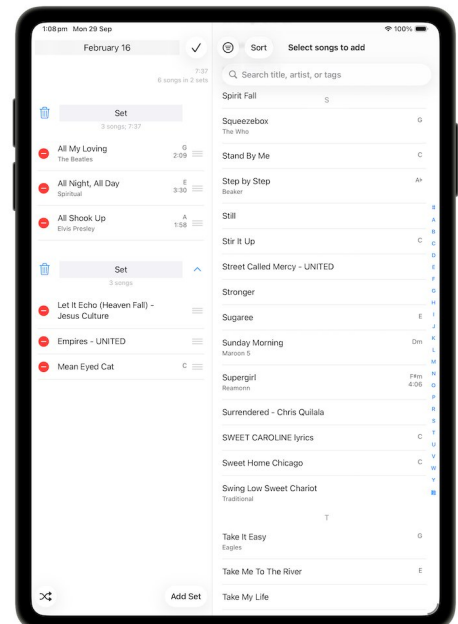 1:08 pm Mon 29 Sep
100%
February 16
7:37
6 songs in 2 sets
Set
3 songs; 7:37
All My Loving
G
The Beatles
2:09
All Night, All Day
E
Spiritual
3:30
All Shook Up
A
Elvis Presley
1:58
Set
3 songs
Let It Echo (Heaven Fall) -
Jesus Culture
Empires - UNITED
Mean Eyed Cat
C
Add Set
Sort
Select songs to add
Search title, artist, or tags
Spirit Fall
S
Squeezebox
G
The Who
Stand By Me
C
Step by Step
A♭
Beaker
Still
Stir It Up
C
Street Called Mercy - UNITED
Stronger
Sugaree
E
Sunday Morning
Dm
Maroon 5
Supergirl
F#m
Reamonn
4:06
Surrendered - Chris Quilala
SWEET CAROLINE lyrics
C
Sweet Home Chicago
C
Swing Low Sweet Chariot
Traditional
T
Take It Easy
G
Eagles
Take Me To The River
E
Take My Life
#
A
B
C
D
E
F
G
H
I
J
K
L
M
N
O
P
R
S
T
U
V
W
Y